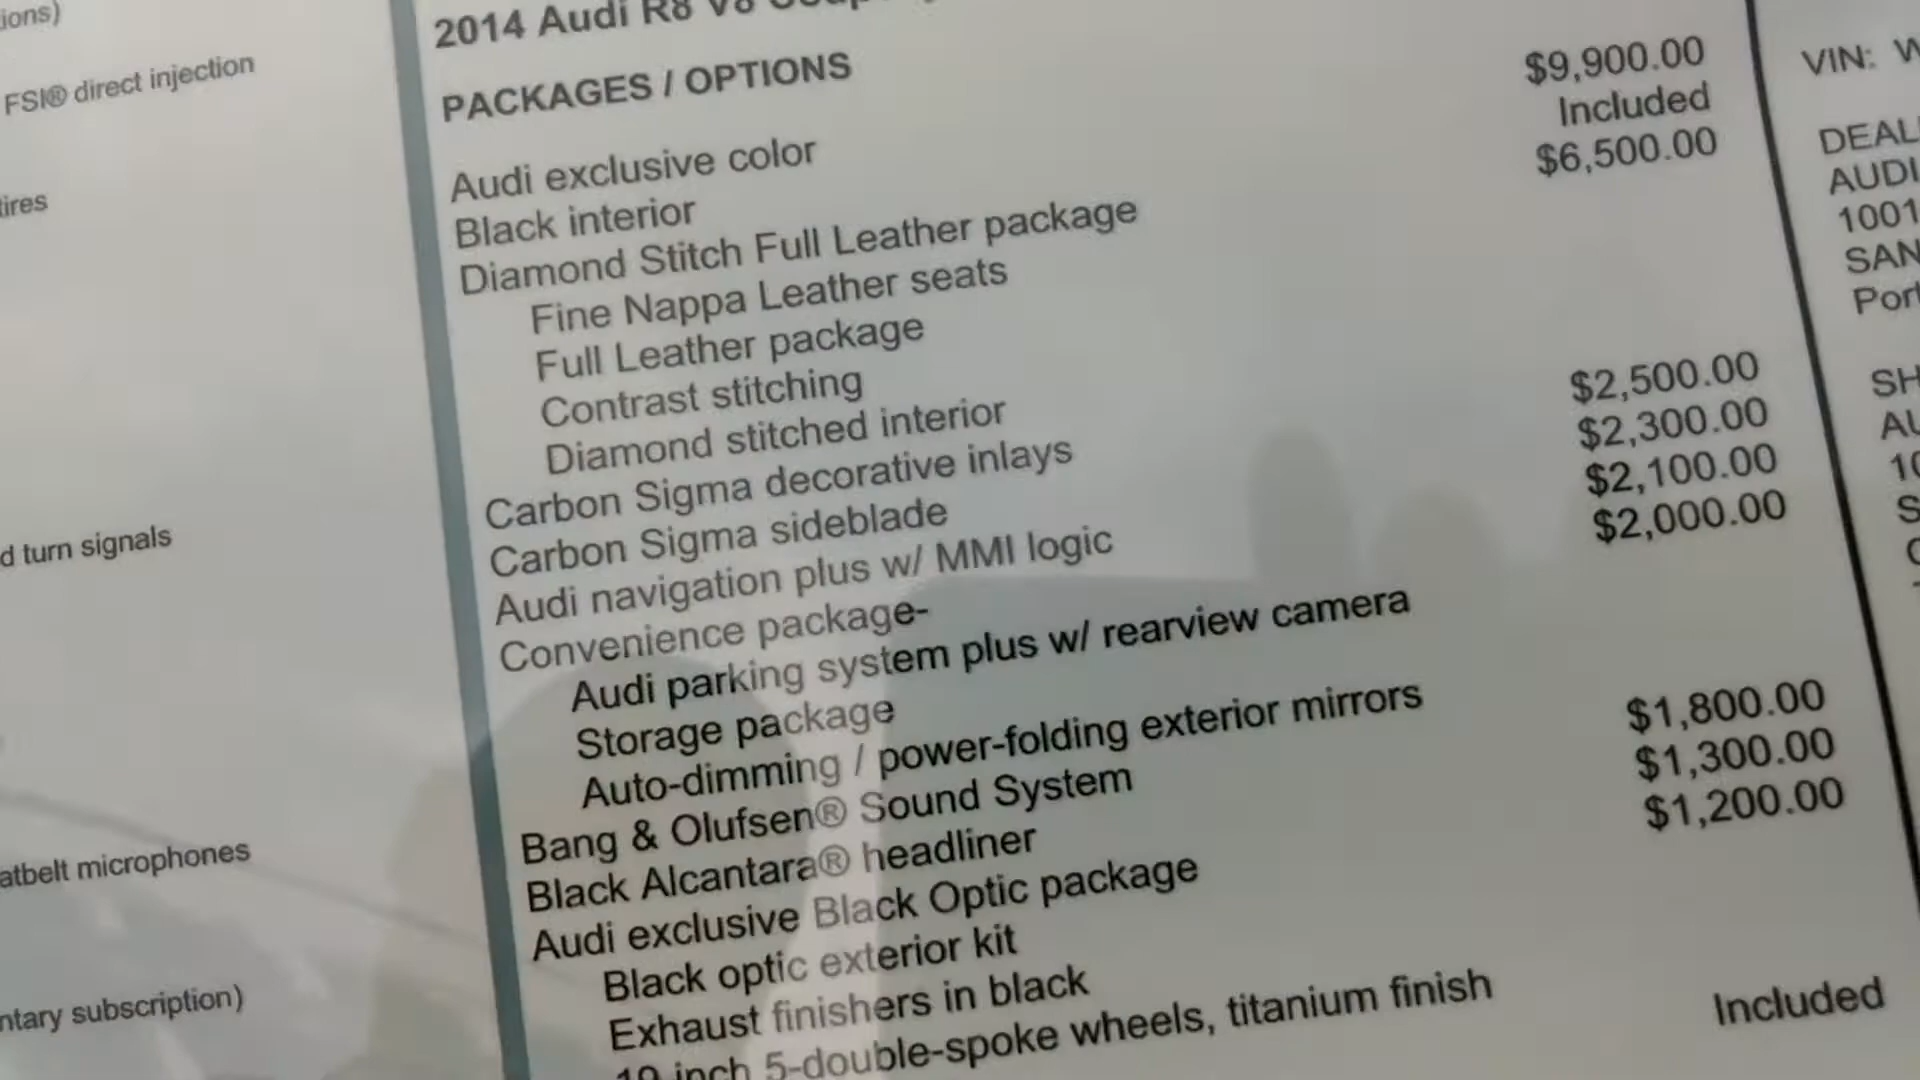 ions)
FSI® direct injection
tires
d turn signals
atbelt microphones
ntary subscription)
2014 Audi R8 V8
PACKAGES / OPTIONS
Audi exclusive color $9,900.00
Black interior Included
Diamond Stitch Full Leather package $6,500.00
Fine Nappa Leather seats
Full Leather package
Contrast stitching
Diamond stitched interior
Carbon Sigma decorative inlays $2,500.00
Carbon Sigma sideblade $2,300.00
Audi navigation plus w/ MMI logic $2,100.00
Convenience package- $2,000.00
Audi parking system plus w/ rearview camera
Storage package
Auto-dimming / power-folding exterior mirrors
Bang & Olufsen® Sound System $1,800.00
Black Alcantara® headliner $1,300.00
Audi exclusive Black Optic package $1,200.00
Black optic exterior kit
Exhaust finishers in black
19 inch 5-double-spoke wheels, titanium finish
Included
VIN: W
DEAL
AUDI
1001
SAN
Port
SH
AU
10
S